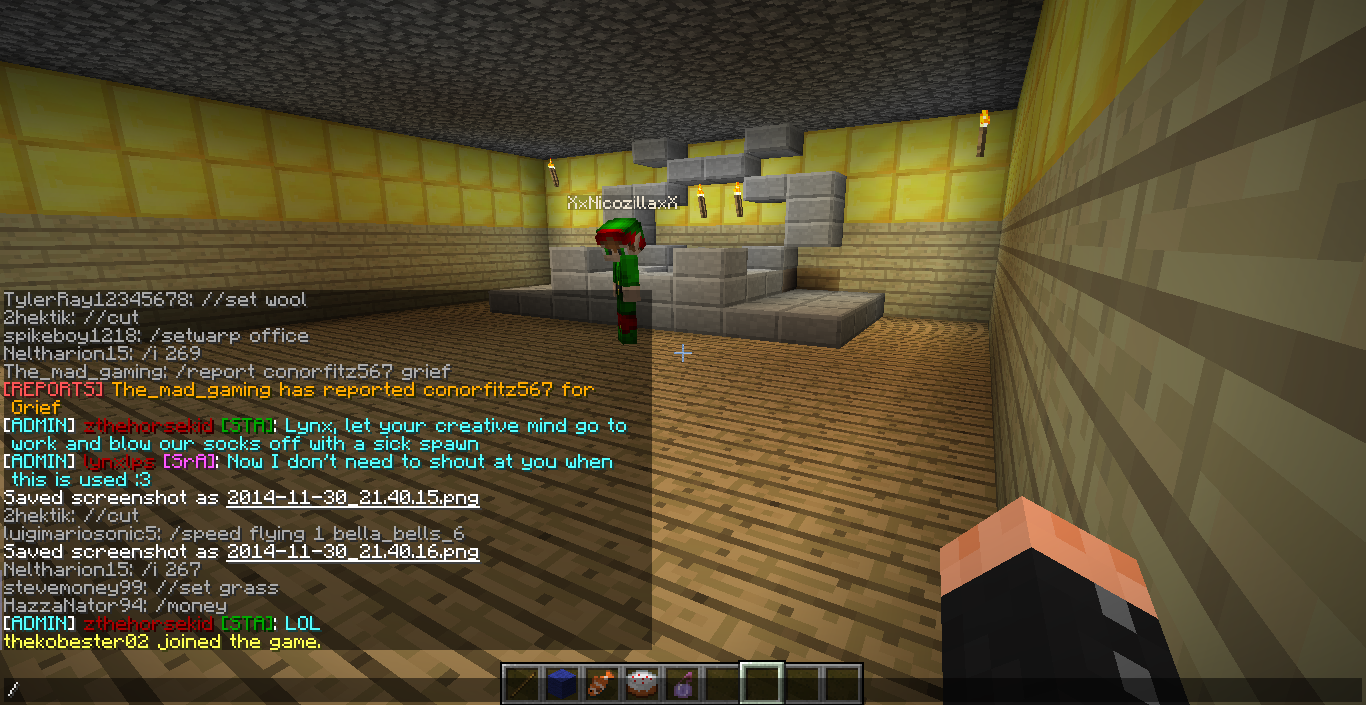 XxNicozillaxX
TylerRay12345678: //set wool
2hektik: //cut
spikeboy1218: /setwarp office
Neltharion15: /i 269
The_mad_gaming: /report conorfitz567 grief
[REPORTS] The_mad_gaming has reported conorfitz567 for
Grief
[ADMIN] zthehorsekid [STA]: Lynx, let your creative mind go to
work and blow our socks off with a sick spawn
[ADMIN] lynxlps [SrA]: Now I don't need to shout at you when
this is used :3
Saved screenshot as 2014-11-30_21.40.15.png
2hektik: //cut
luigimariosonic5: /speed flying 1 bella_bells_6
Saved screenshot as 2014-11-30_21.40.16.png
Neltharion15: /i 267
stevemoney99: //set grass
HazzaNator94: /money
[ADMIN] zthehorsekid [STA]: LOL
thekobester02 joined the game.
/